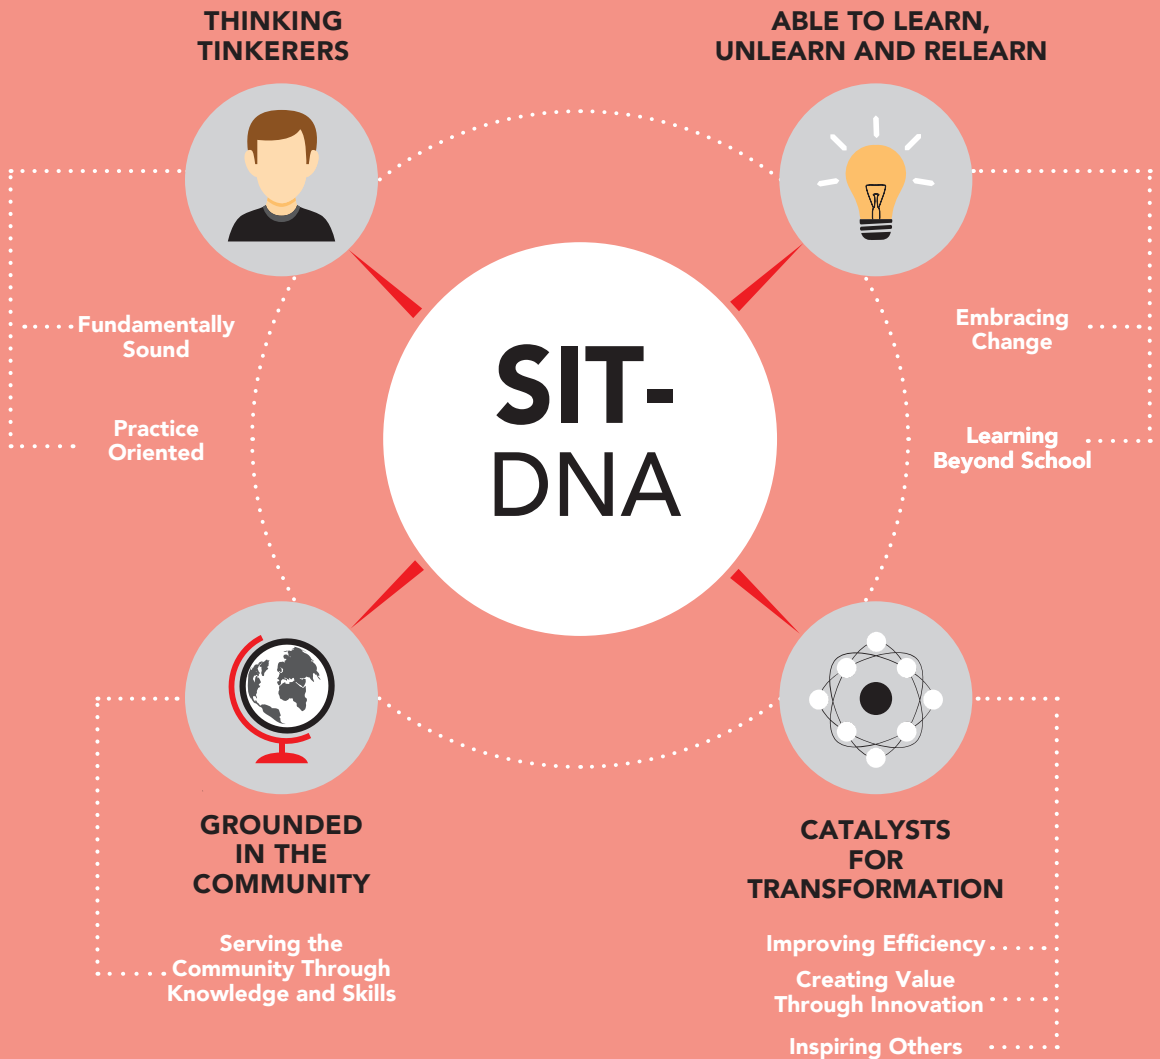 THINKING
TINKERERS
ABLE TO LEARN,
UNLEARN AND RELEARN
Fundamentally
Sound
Practice
Oriented
Embracing
Change
Learning
Beyond School
SIT-
DNA
GROUNDED
IN THE
COMMUNITY
Serving the
Community Through
Knowledge and Skills
CATALYSTS
FOR
TRANSFORMATION
Improving Efficiency
Creating Value
Through Innovation
Inspiring Others